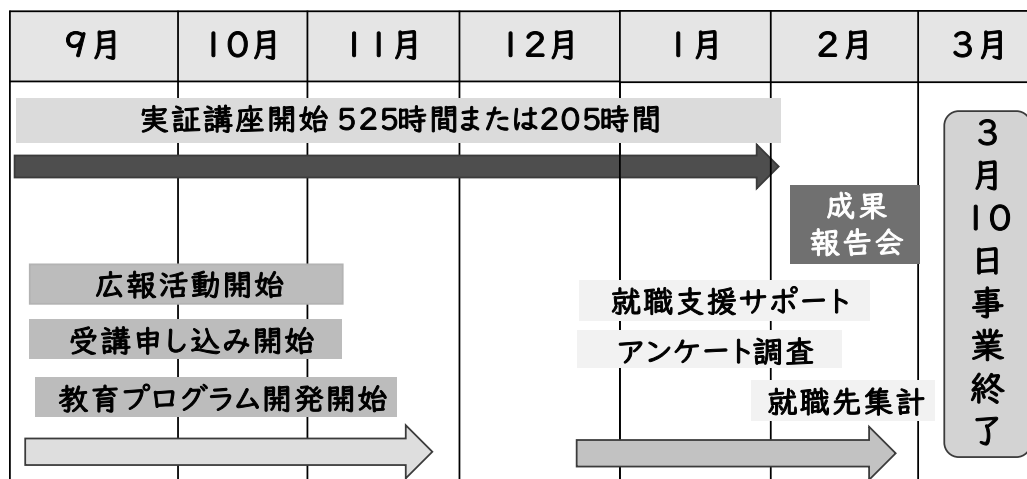 9月 10月 11月 12月 1月 2月 3月
実証講座開始 525時間または205時間
成果
報告会
広報活動開始
受講申し込み開始
教育プログラム開発開始
就職支援サポート
アンケート調査
就職先集計
3月10日事業終了